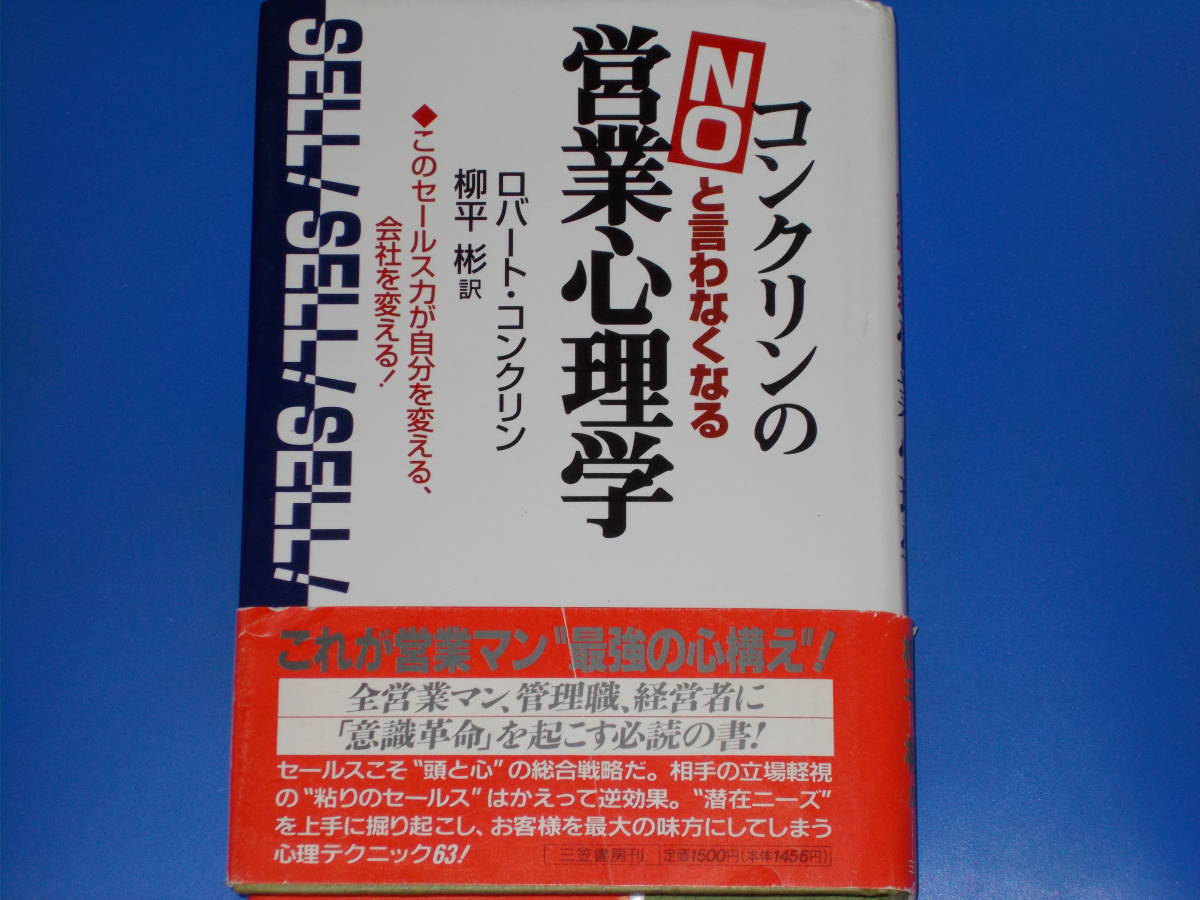 コンクリンの
NOと言わなくなる
営業心理学
ロバート・コンクリン
柳平 彬 訳
◆このセールス力が自分を変える、
会社を変える!
SELL! SELL! SELL!
これが営業マン“最強の心構え”!
全営業マン、管理職、経営者に
「意識革命」を起こす必読の書!
セールスこそ“頭と心”の総合戦略だ。相手の立場軽視
の“粘りのセールス”はかえって逆効果。“潜在ニーズ”
を上手に掘り起こし、お客様を最大の味方にしてしまう
心理テクニック63!
三笠書房刊
定価1500円(本体1456円)